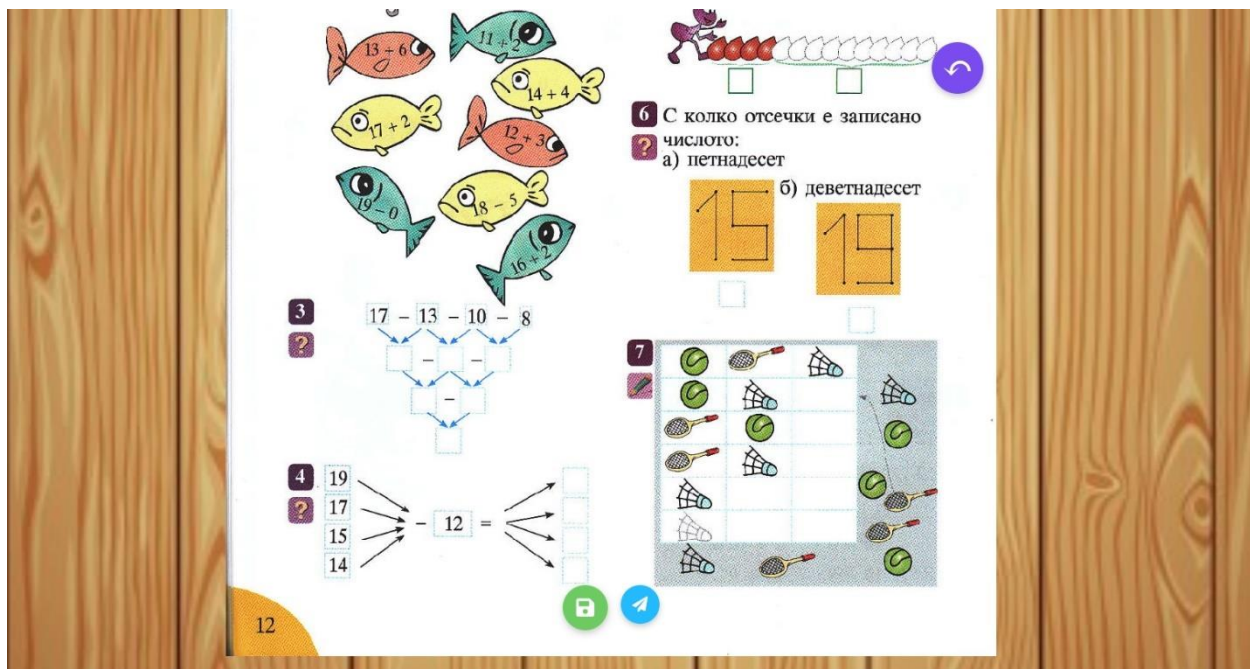 13 + 6
11 + 2
14 + 4
17 + 2
12 + 3
19 - 0
18 - 5
16 + 2
3
?
17 - 13 - 10 - 8
- -
-
4
?
19
17
15
14
- 12 =
12
6 С колко отсечки е записано
? числото:
а) петнадесет
б) деветнадесет
15
19
7